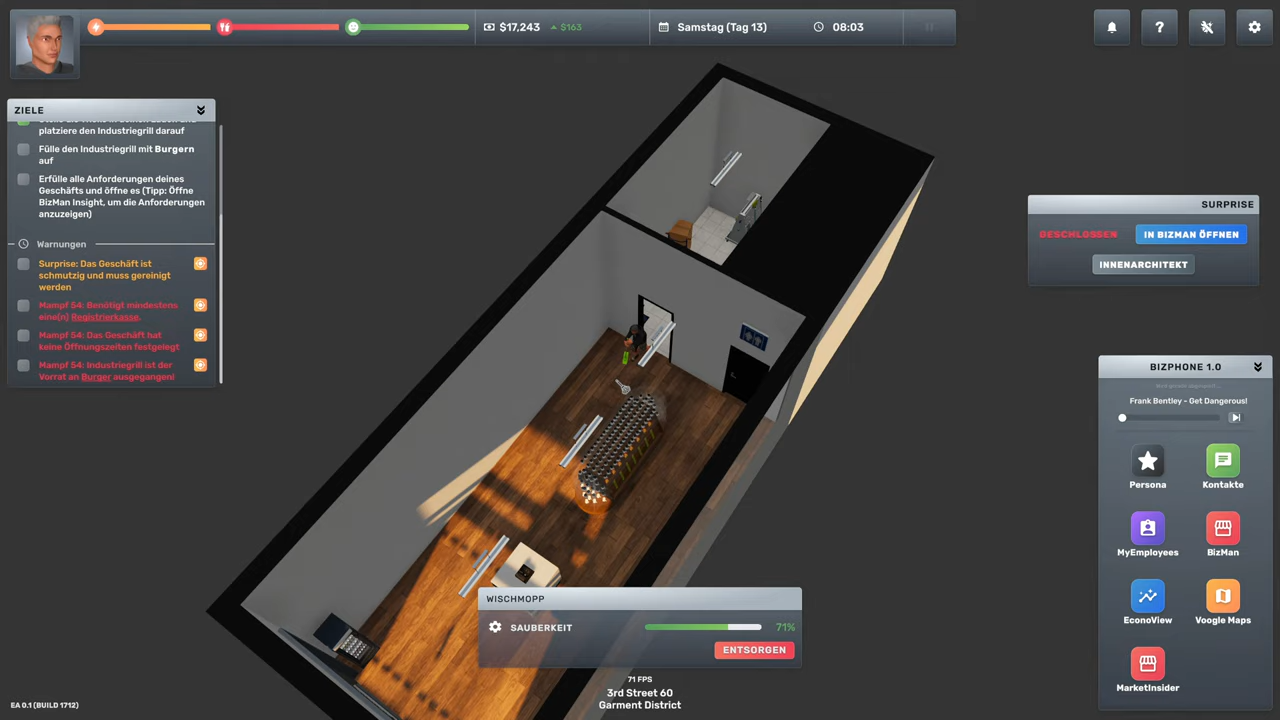 $17,243
$163
Samstag (Tag 13)
08:03
ZIELE
platziere den Industriegrill darauf
Fülle den Industriegrill mit Burgern
auf
Erfülle alle Anforderungen deines
Geschäfts und öffne es (Tipp: Öffne
BizMan Insight, um die Anforderungen
anzuzeigen)
Warnungen
Surprise: Das Geschäft ist
schmutzig und muss gereinigt
werden
Mampf 54: Benötigt mindestens
eine(n) Registrierkasse.
Mampf 54: Das Geschäft hat
keine Öffnungszeiten festgelegt
Mampf 54: Industriegrill ist der
Vorrat an Burger ausgegangen!
SURPRISE
GESCHLOSSEN
IN BIZMAN ÖFFNEN
INNENARCHITEKT
BIZPHONE 1.0
Frank Bentley - Get Dangerous!
Persona
Kontakte
MyEmployees
BizMan
EconoView
Voogle Maps
MarketInsider
WISCHMOPP
SAUBERKEIT
71%
ENTSORGEN
71 FPS
3rd Street 60
Garment District
EA 0.1 (BUILD 1712)